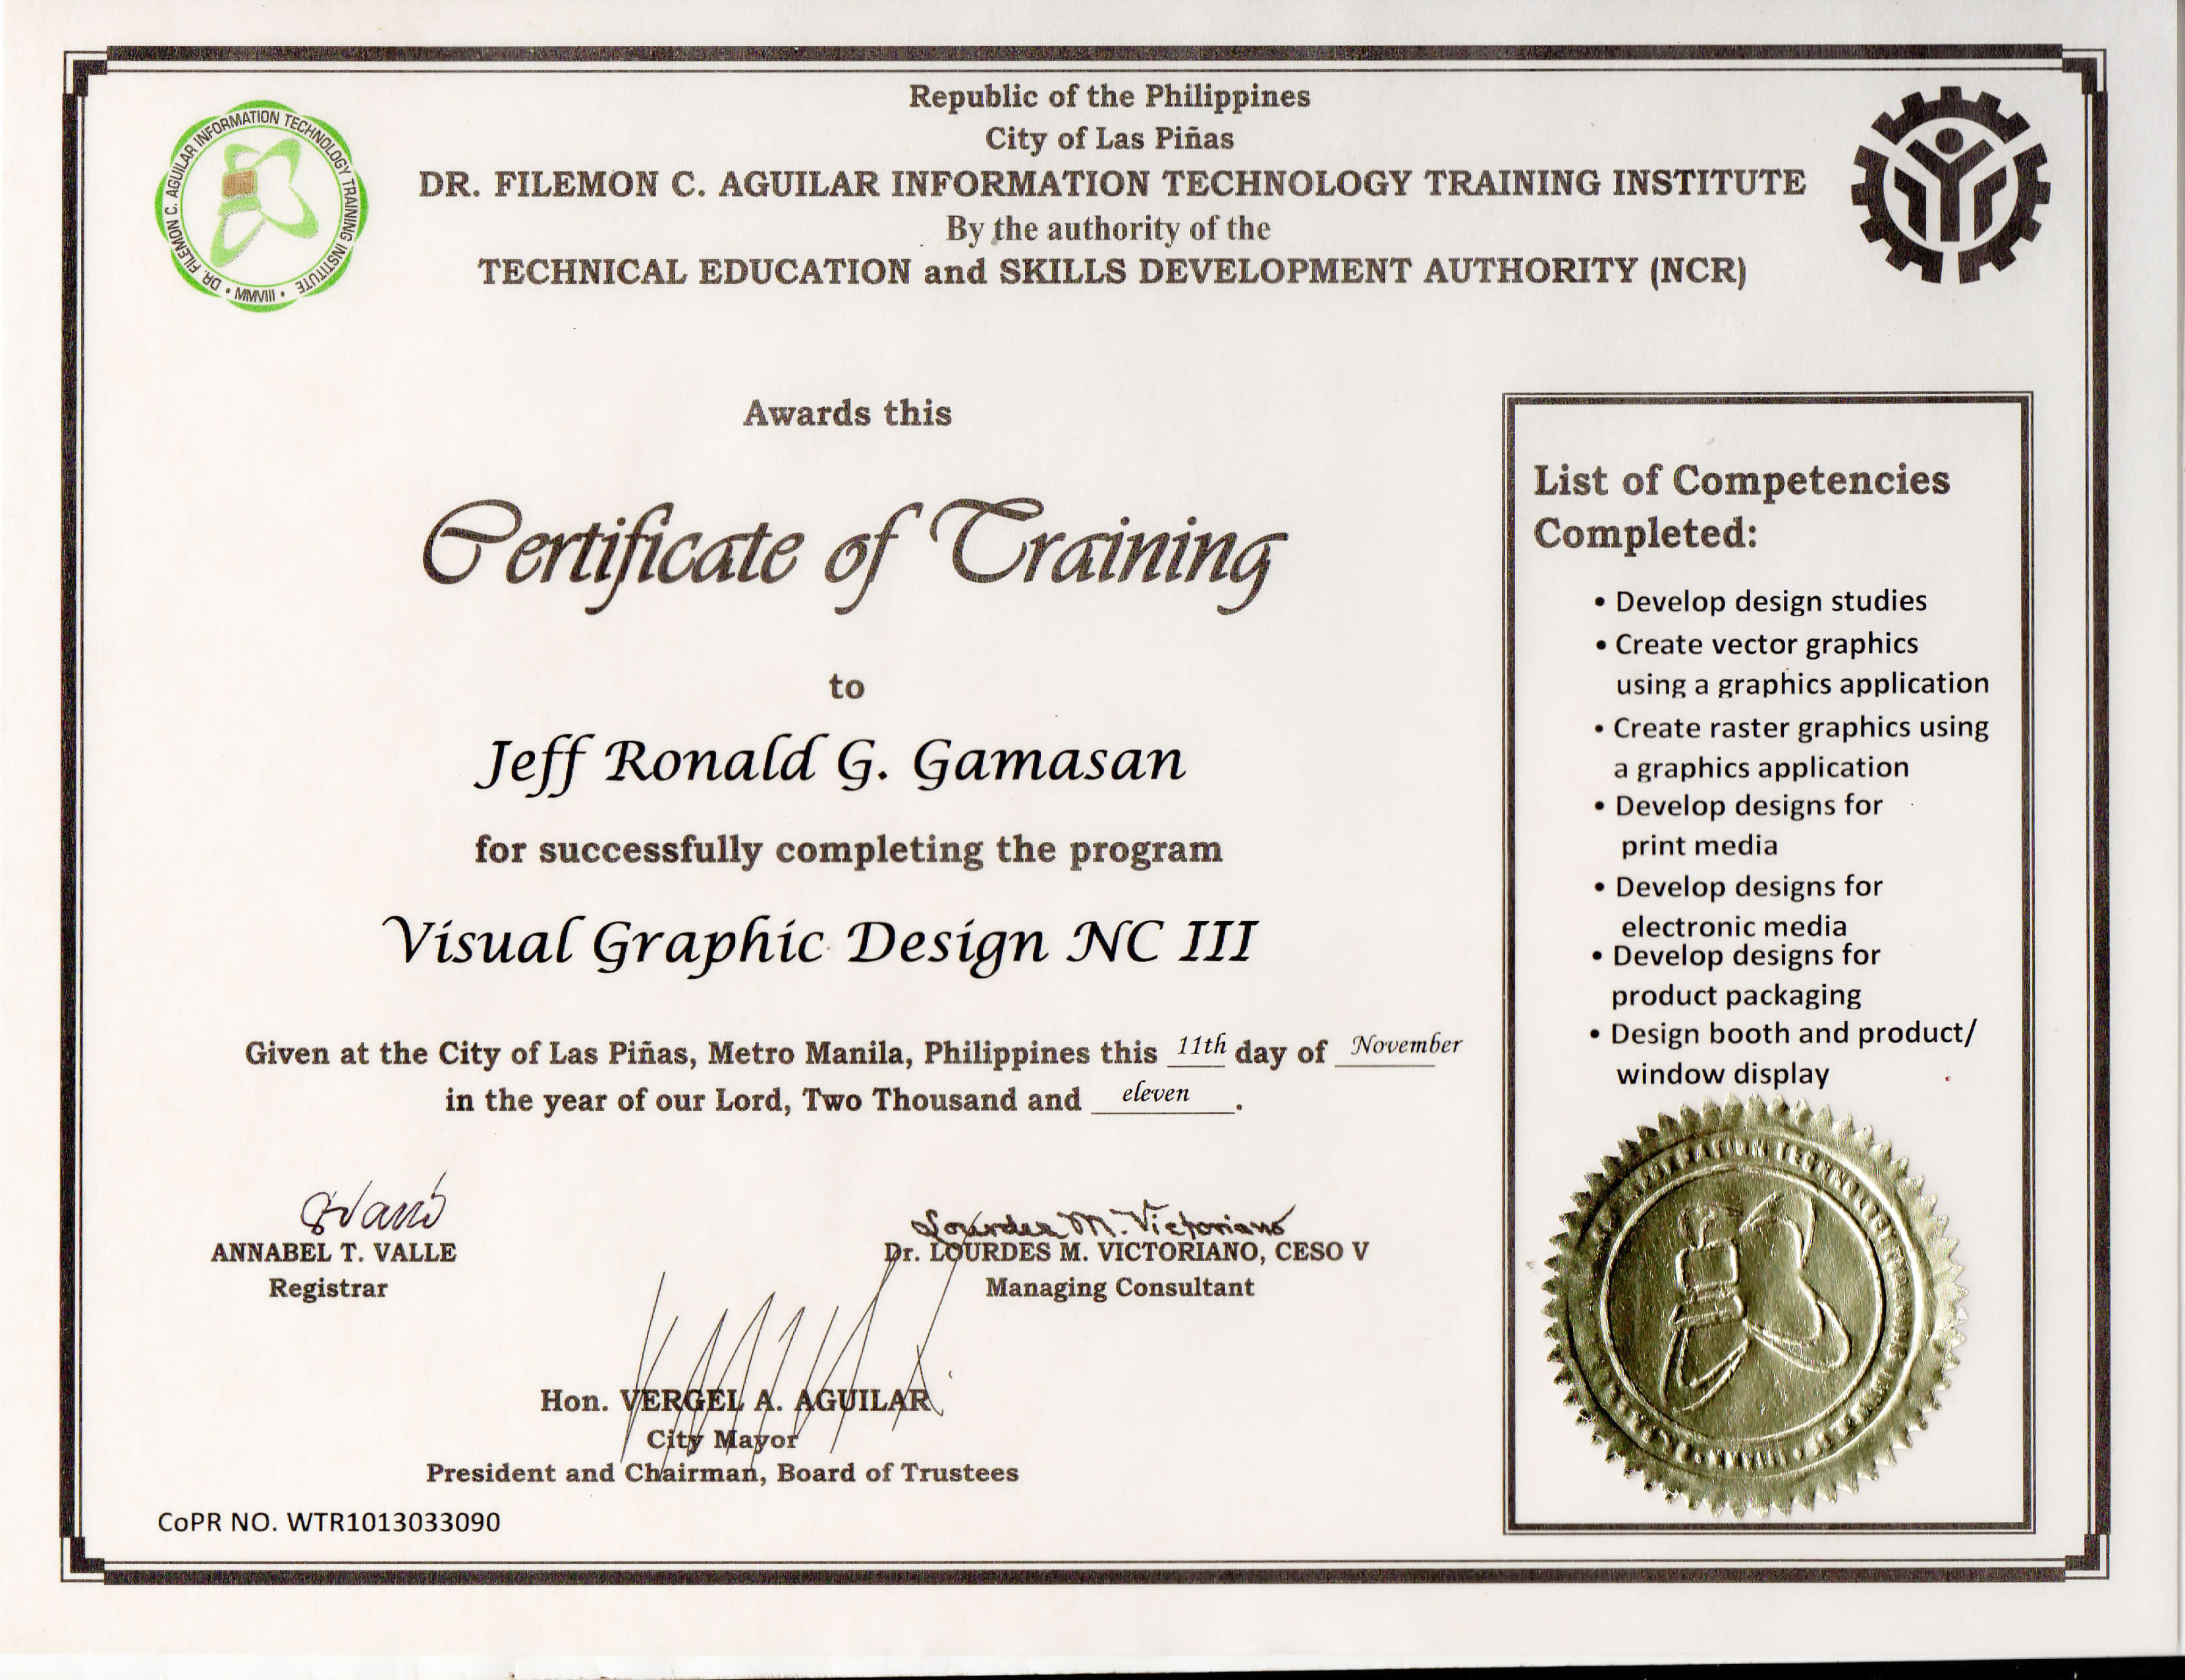 Republic of the Philippines
City of Las Piñas
DR. FILEMON C. AGUILAR INFORMATION TECHNOLOGY TRAINING INSTITUTE
By the authority of the
TECHNICAL EDUCATION and SKILLS DEVELOPMENT AUTHORITY (NCR)
DR. FILEMON C. AGUILAR INFORMATION TECHNOLOGY TRAINING INSTITUTE • MMVIII •
Awards this
Certificate of Training
to
Jeff Ronald G. Gamasan
for successfully completing the program
Visual Graphic Design NC III
Given at the City of Las Piñas, Metro Manila, Philippines this 11th day of November
in the year of our Lord, Two Thousand and eleven.
Lourdes M. Victoriano
ANNABEL T. VALLE
Registrar
Dr. LOURDES M. VICTORIANO, CESO V
Managing Consultant
Hon. VERGEL A. AGUILAR
City Mayor
President and Chairman, Board of Trustees
CoPR NO. WTR1013033090
List of Competencies
Completed:
• Develop design studies
• Create vector graphics
using a graphics application
• Create raster graphics using
a graphics application
• Develop designs for
print media
• Develop designs for
electronic media
• Develop designs for
product packaging
• Design booth and product/
window display